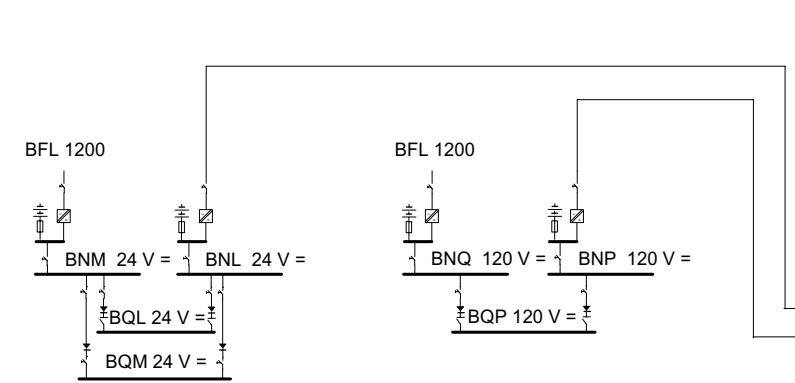 BFL 1200 BFL 1200
BNM 24 V = BNL 24 V = BNQ 120 V = BNP 120 V =
BQL 24 V = BQP 120 V =
BQM 24 V =